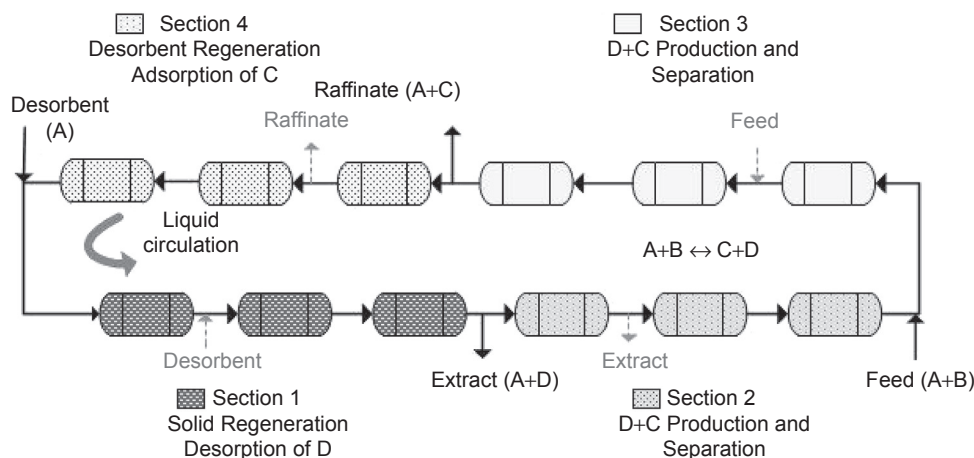 Section 4
Desorbent Regeneration
Adsorption of C
Section 3
D+C Production and
Separation
Raffinate (A+C)
Desorbent
(A)
Raffinate
Feed
Liquid
circulation
A+B ↔ C+D
Desorbent
Extract
Extract (A+D)
Feed (A+B)
Section 1
Solid Regeneration
Desorption of D
Section 2
D+C Production and
Separation